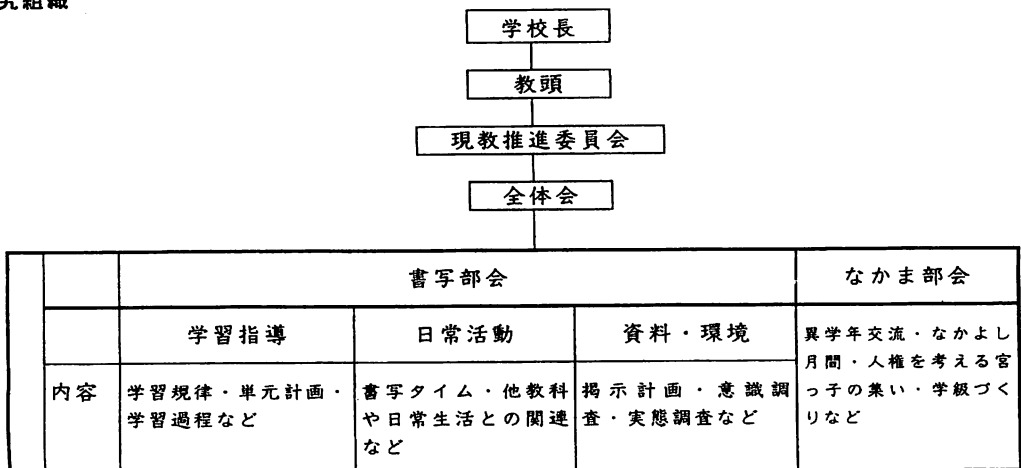 究組織
学校長
教頭
現教推進委員会
全体会
書写部会
なかま部会
学習指導
日常活動
資料・環境
内容
学習規律・単元計画・
学習過程など
書写タイム・他教科
や日常生活との関連
など
掲示計画・意識調
査・実態調査など
異学年交流・なかよし
月間・人権を考える宮
っ子の集い・学級づく
りなど